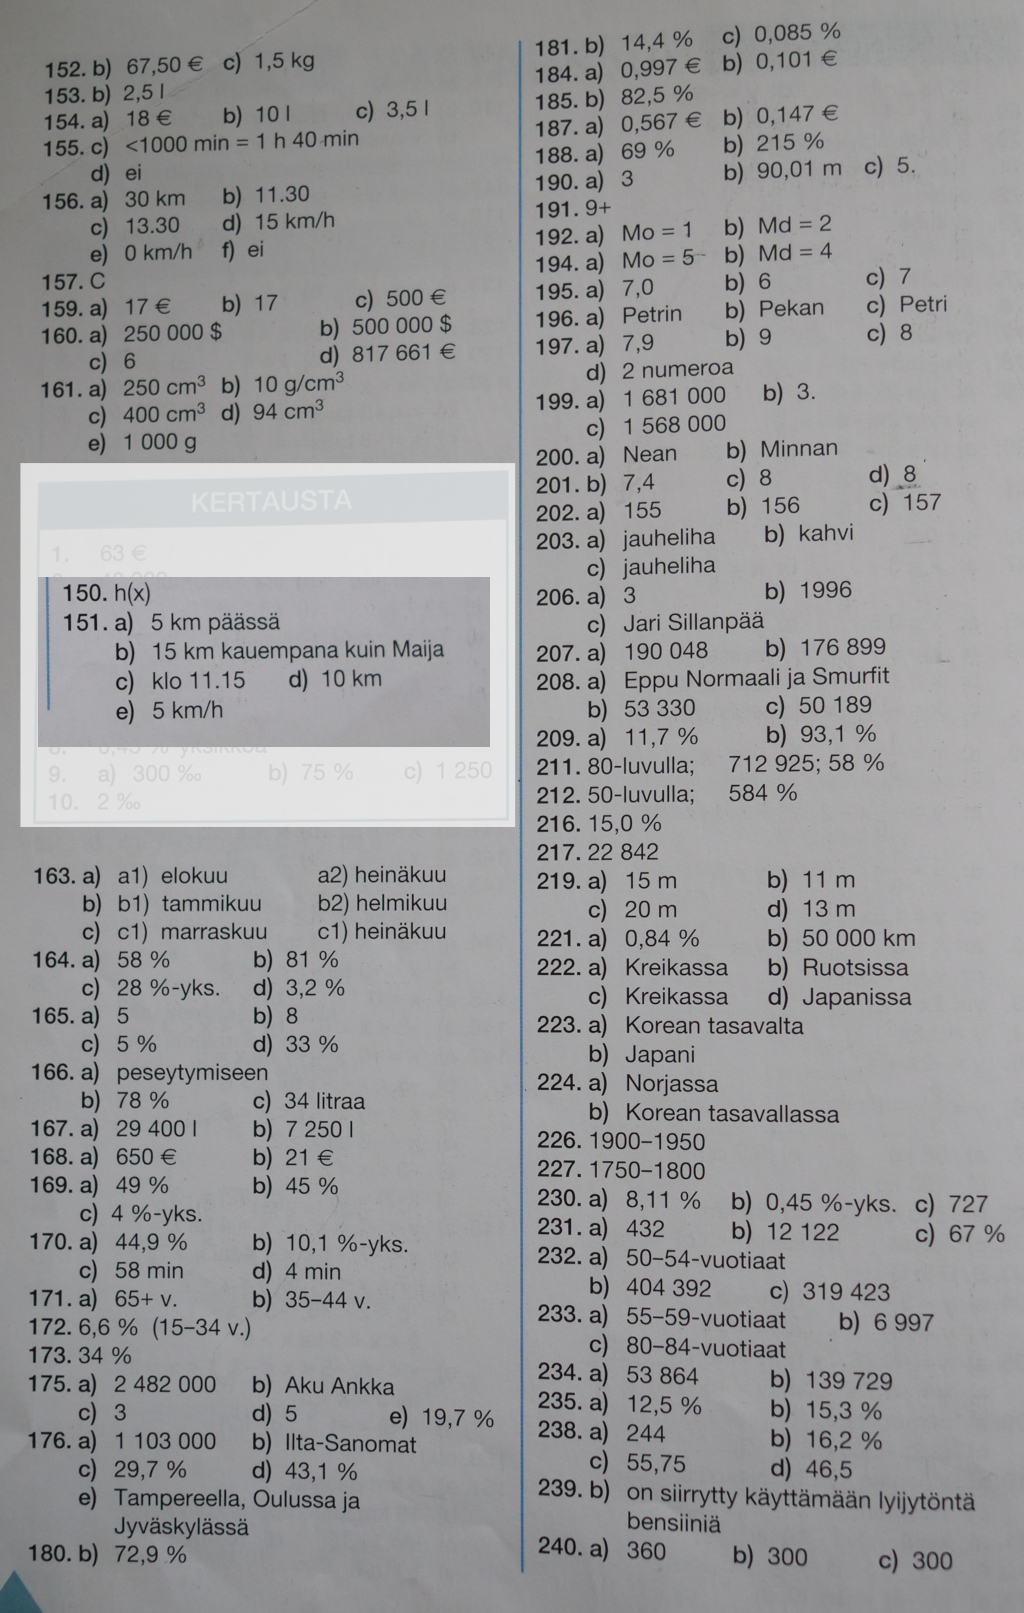 152. b) 67,50 € c) 1,5 kg
153. b) 2,5 l
154. a) 18 € b) 10 l c) 3,5 l
155. c) <1000 min = 1 h 40 min
d) ei
156. a) 30 km b) 11.30
c) 13.30 d) 15 km/h
e) 0 km/h f) ei
157. C
159. a) 17 € b) 17 c) 500 €
160. a) 250 000 $ b) 500 000 $
c) 6 d) 817 661 €
161. a) 250 cm³ b) 10 g/cm³
c) 400 cm³ d) 94 cm³
e) 1 000 g
KERTAUSTA
1. 63 €
150. h(x)
151. a) 5 km päässä
b) 15 km kauempana kuin Maija
c) klo 11.15 d) 10 km
e) 5 km/h
9. a) 300 ‰ b) 75 % c) 1 250
10. 2 ‰
163. a) a1) elokuu a2) heinäkuu
b) b1) tammikuu b2) helmikuu
c) c1) marraskuu c1) heinäkuu
164. a) 58 % b) 81 %
c) 28 %-yks. d) 3,2 %
165. a) 5 b) 8
c) 5 % d) 33 %
166. a) peseytymiseen
b) 78 % c) 34 litraa
167. a) 29 400 l b) 7 250 l
168. a) 650 € b) 21 €
169. a) 49 % b) 45 %
c) 4 %-yks.
170. a) 44,9 % b) 10,1 %-yks.
c) 58 min d) 4 min
171. a) 65+ v. b) 35–44 v.
172. 6,6 % (15–34 v.)
173. 34 %
175. a) 2 482 000 b) Aku Ankka
c) 3 d) 5 e) 19,7 %
176. a) 1 103 000 b) Ilta-Sanomat
c) 29,7 % d) 43,1 %
e) Tampereella, Oulussa ja
Jyväskylässä
180. b) 72,9 %
181. b) 14,4 % c) 0,085 %
184. a) 0,997 € b) 0,101 €
185. b) 82,5 %
187. a) 0,567 € b) 0,147 €
188. a) 69 % b) 215 %
190. a) 3 b) 90,01 m c) 5.
191. 9+
192. a) Mo = 1 b) Md = 2
194. a) Mo = 5 b) Md = 4
195. a) 7,0 b) 6 c) 7
196. a) Petrin b) Pekan c) Petri
197. a) 7,9 b) 9 c) 8
d) 2 numeroa
199. a) 1 681 000 b) 3.
c) 1 568 000
200. a) Nean b) Minnan
201. b) 7,4 c) 8 d) 8
202. a) 155 b) 156 c) 157
203. a) jauheliha b) kahvi
c) jauheliha
206. a) 3 b) 1996
c) Jari Sillanpää
207. a) 190 048 b) 176 899
208. a) Eppu Normaali ja Smurfit
b) 53 330 c) 50 189
209. a) 11,7 % b) 93,1 %
211. 80-luvulla; 712 925; 58 %
212. 50-luvulla; 584 %
216. 15,0 %
217. 22 842
219. a) 15 m b) 11 m
c) 20 m d) 13 m
221. a) 0,84 % b) 50 000 km
222. a) Kreikassa b) Ruotsissa
c) Kreikassa d) Japanissa
223. a) Korean tasavalta
b) Japani
224. a) Norjassa
b) Korean tasavallassa
226. 1900–1950
227. 1750–1800
230. a) 8,11 % b) 0,45 %-yks. c) 727
231. a) 432 b) 12 122 c) 67 %
232. a) 50–54-vuotiaat
b) 404 392 c) 319 423
233. a) 55–59-vuotiaat b) 6 997
c) 80–84-vuotiaat
234. a) 53 864 b) 139 729
235. a) 12,5 % b) 15,3 %
238. a) 244 b) 16,2 %
c) 55,75 d) 46,5
239. b) on siirrytty käyttämään lyijytöntä
bensiiniä
240. a) 360 b) 300 c) 300